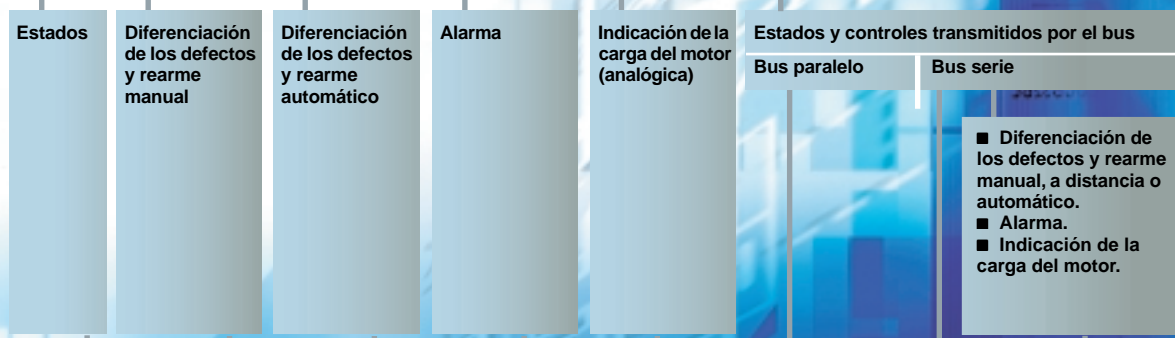 Estados
Diferenciación
de los defectos
y rearme
manual
Diferenciación
de los defectos
y rearme
automático
Alarma
Indicación de la
carga del motor
(analógica)
Estados y controles transmitidos por el bus
Bus paralelo
Bus serie
■ Diferenciación de
los defectos y rearme
manual, a distancia o
automático.
■ Alarma.
■ Indicación de la
carga del motor.